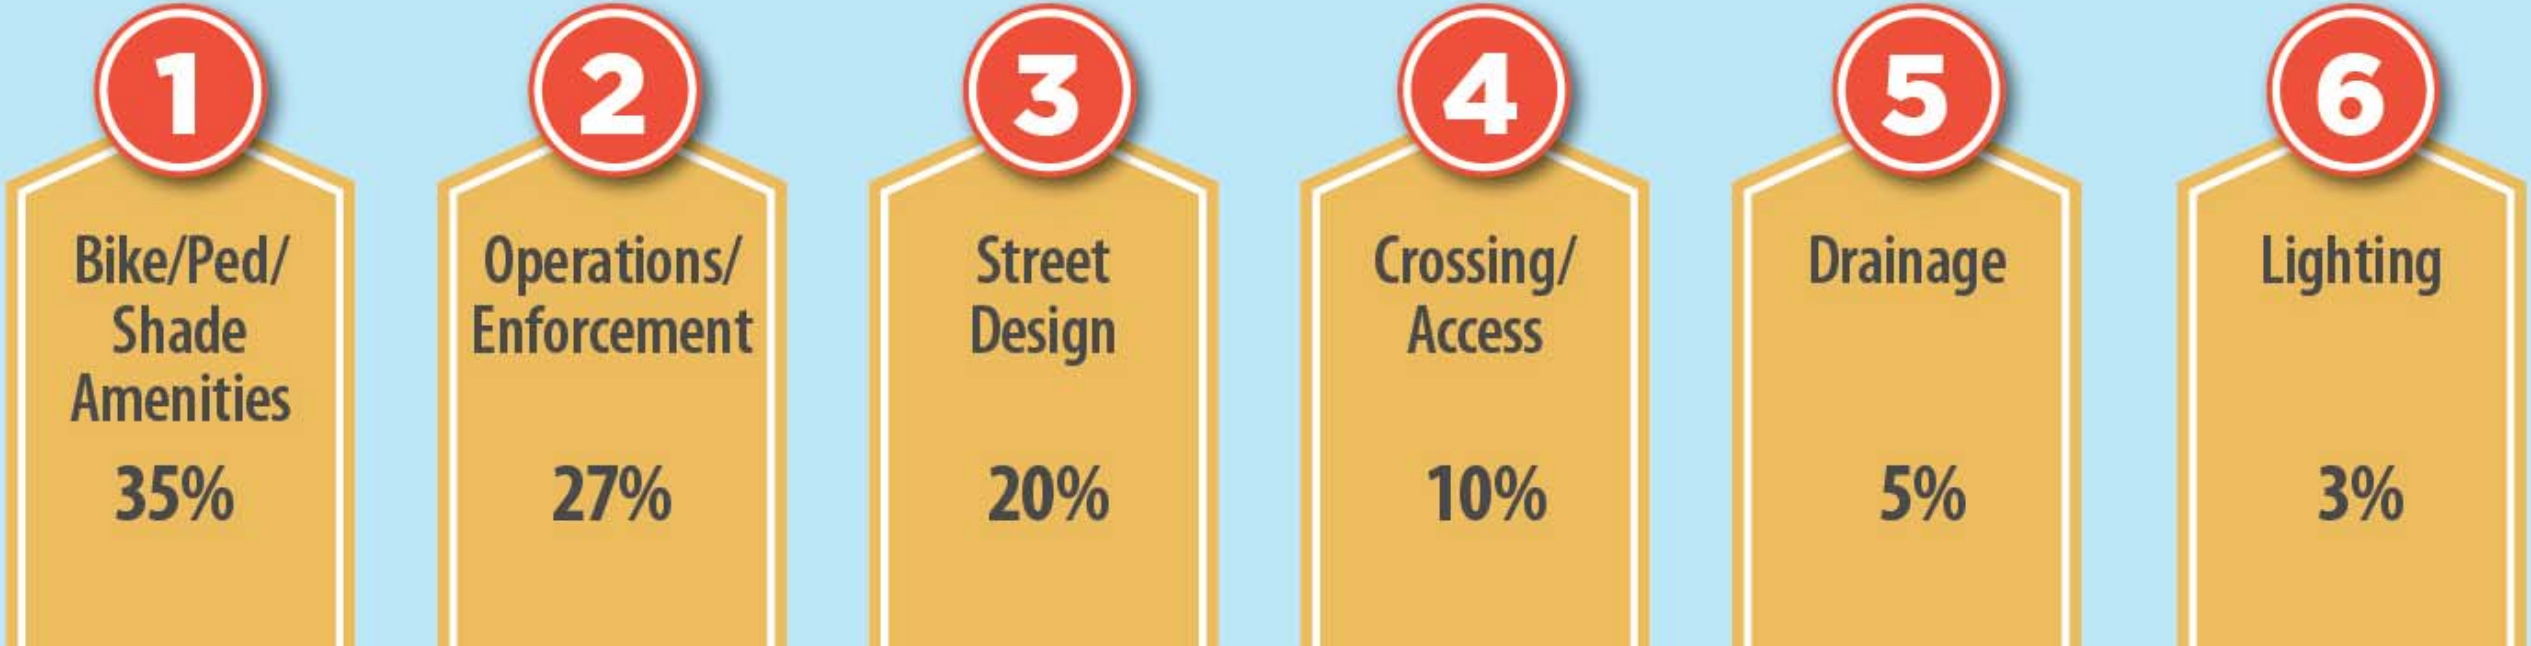 1
Bike/Ped/
Shade
Amenities
35%
2
Operations/
Enforcement
27%
3
Street
Design
20%
4
Crossing/
Access
10%
5
Drainage
5%
6
Lighting
3%